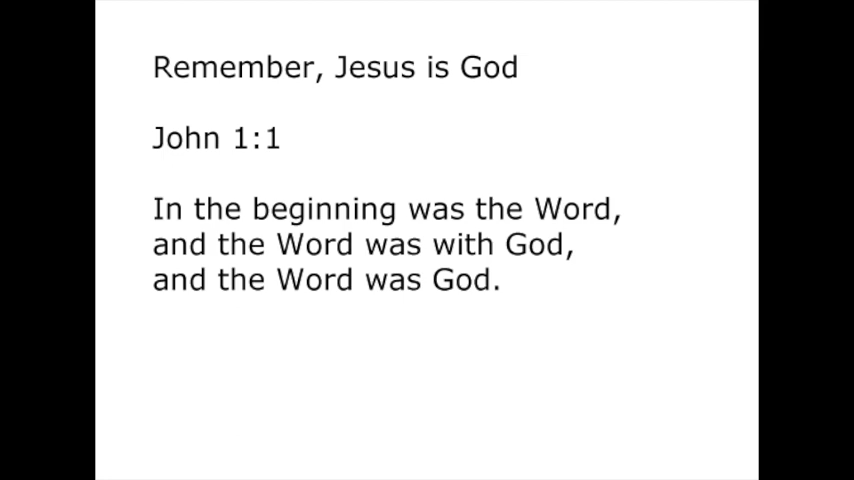 Remember, Jesus is God
John 1:1
In the beginning was the Word,
and the Word was with God,
and the Word was God.